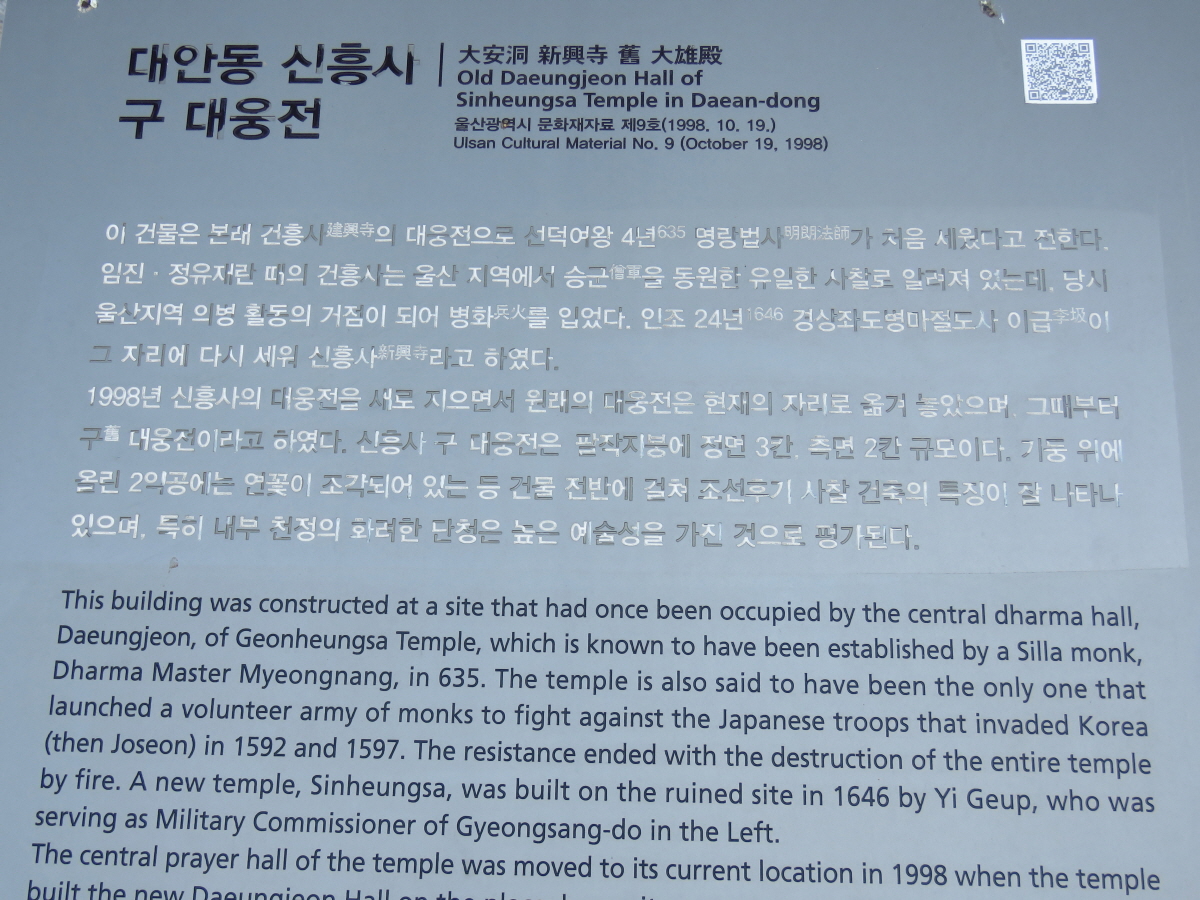 대안동 신흥사
구 대웅전
大安洞 新興寺 舊 大雄殿
Old Daeungjeon Hall of
Sinheungsa Temple in Daean-dong
울산광역시 문화재자료 제9호(1998. 10. 19.)
Ulsan Cultural Material No. 9 (October 19, 1998)
이 건물은 본래 건흥사建興寺의 대웅전으로 선덕여왕 4년635 명랑법사明朗法師가 처음 세웠다고 전한다.
임진·정유재란 때의 건흥사는 울산 지역에서 승군僧軍을 동원한 유일한 사찰로 알려져 있는데, 당시
울산지역 의병 활동의 거점이 되어 병화兵火를 입었다. 인조 24년1646 경상좌도병마절도사 이급李圾이
그 자리에 다시 세워 신흥사新興寺라고 하였다.
1998년 신흥사의 대웅전을 새로 지으면서 원래의 대웅전은 현재의 자리로 옮겨 놓았으며, 그때부터
구舊 대웅전이라고 하였다. 신흥사 구 대웅전은 팔작지붕에 정면 3칸, 측면 2칸 규모이다. 기둥 위에
올린 2익공에는 연꽃이 조각되어 있는 등 건물 전반에 걸쳐 조선후기 사찰 건축의 특징이 잘 나타나
있으며, 특히 내부 천정의 화려한 단청은 높은 예술성을 가진 것으로 평가된다.
This building was constructed at a site that had once been occupied by the central dharma hall,
Daeungjeon, of Geonheungsa Temple, which is known to have been established by a Silla monk,
Dharma Master Myeongnang, in 635. The temple is also said to have been the only one that
launched a volunteer army of monks to fight against the Japanese troops that invaded Korea
(then Joseon) in 1592 and 1597. The resistance ended with the destruction of the entire temple
by fire. A new temple, Sinheungsa, was built on the ruined site in 1646 by Yi Geup, who was
serving as Military Commissioner of Gyeongsang-do in the Left.
The central prayer hall of the temple was moved to its current location in 1998 when the temple
built the new Daeungjeon Hall on the place